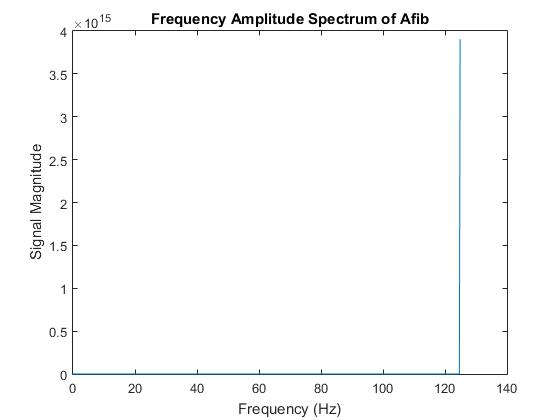 Frequency Amplitude Spectrum of Afib
×10^15
4
3.5
3
2.5
2
1.5
1
0.5
0
Signal Magnitude
0 20 40 60 80 100 120 140
Frequency (Hz)